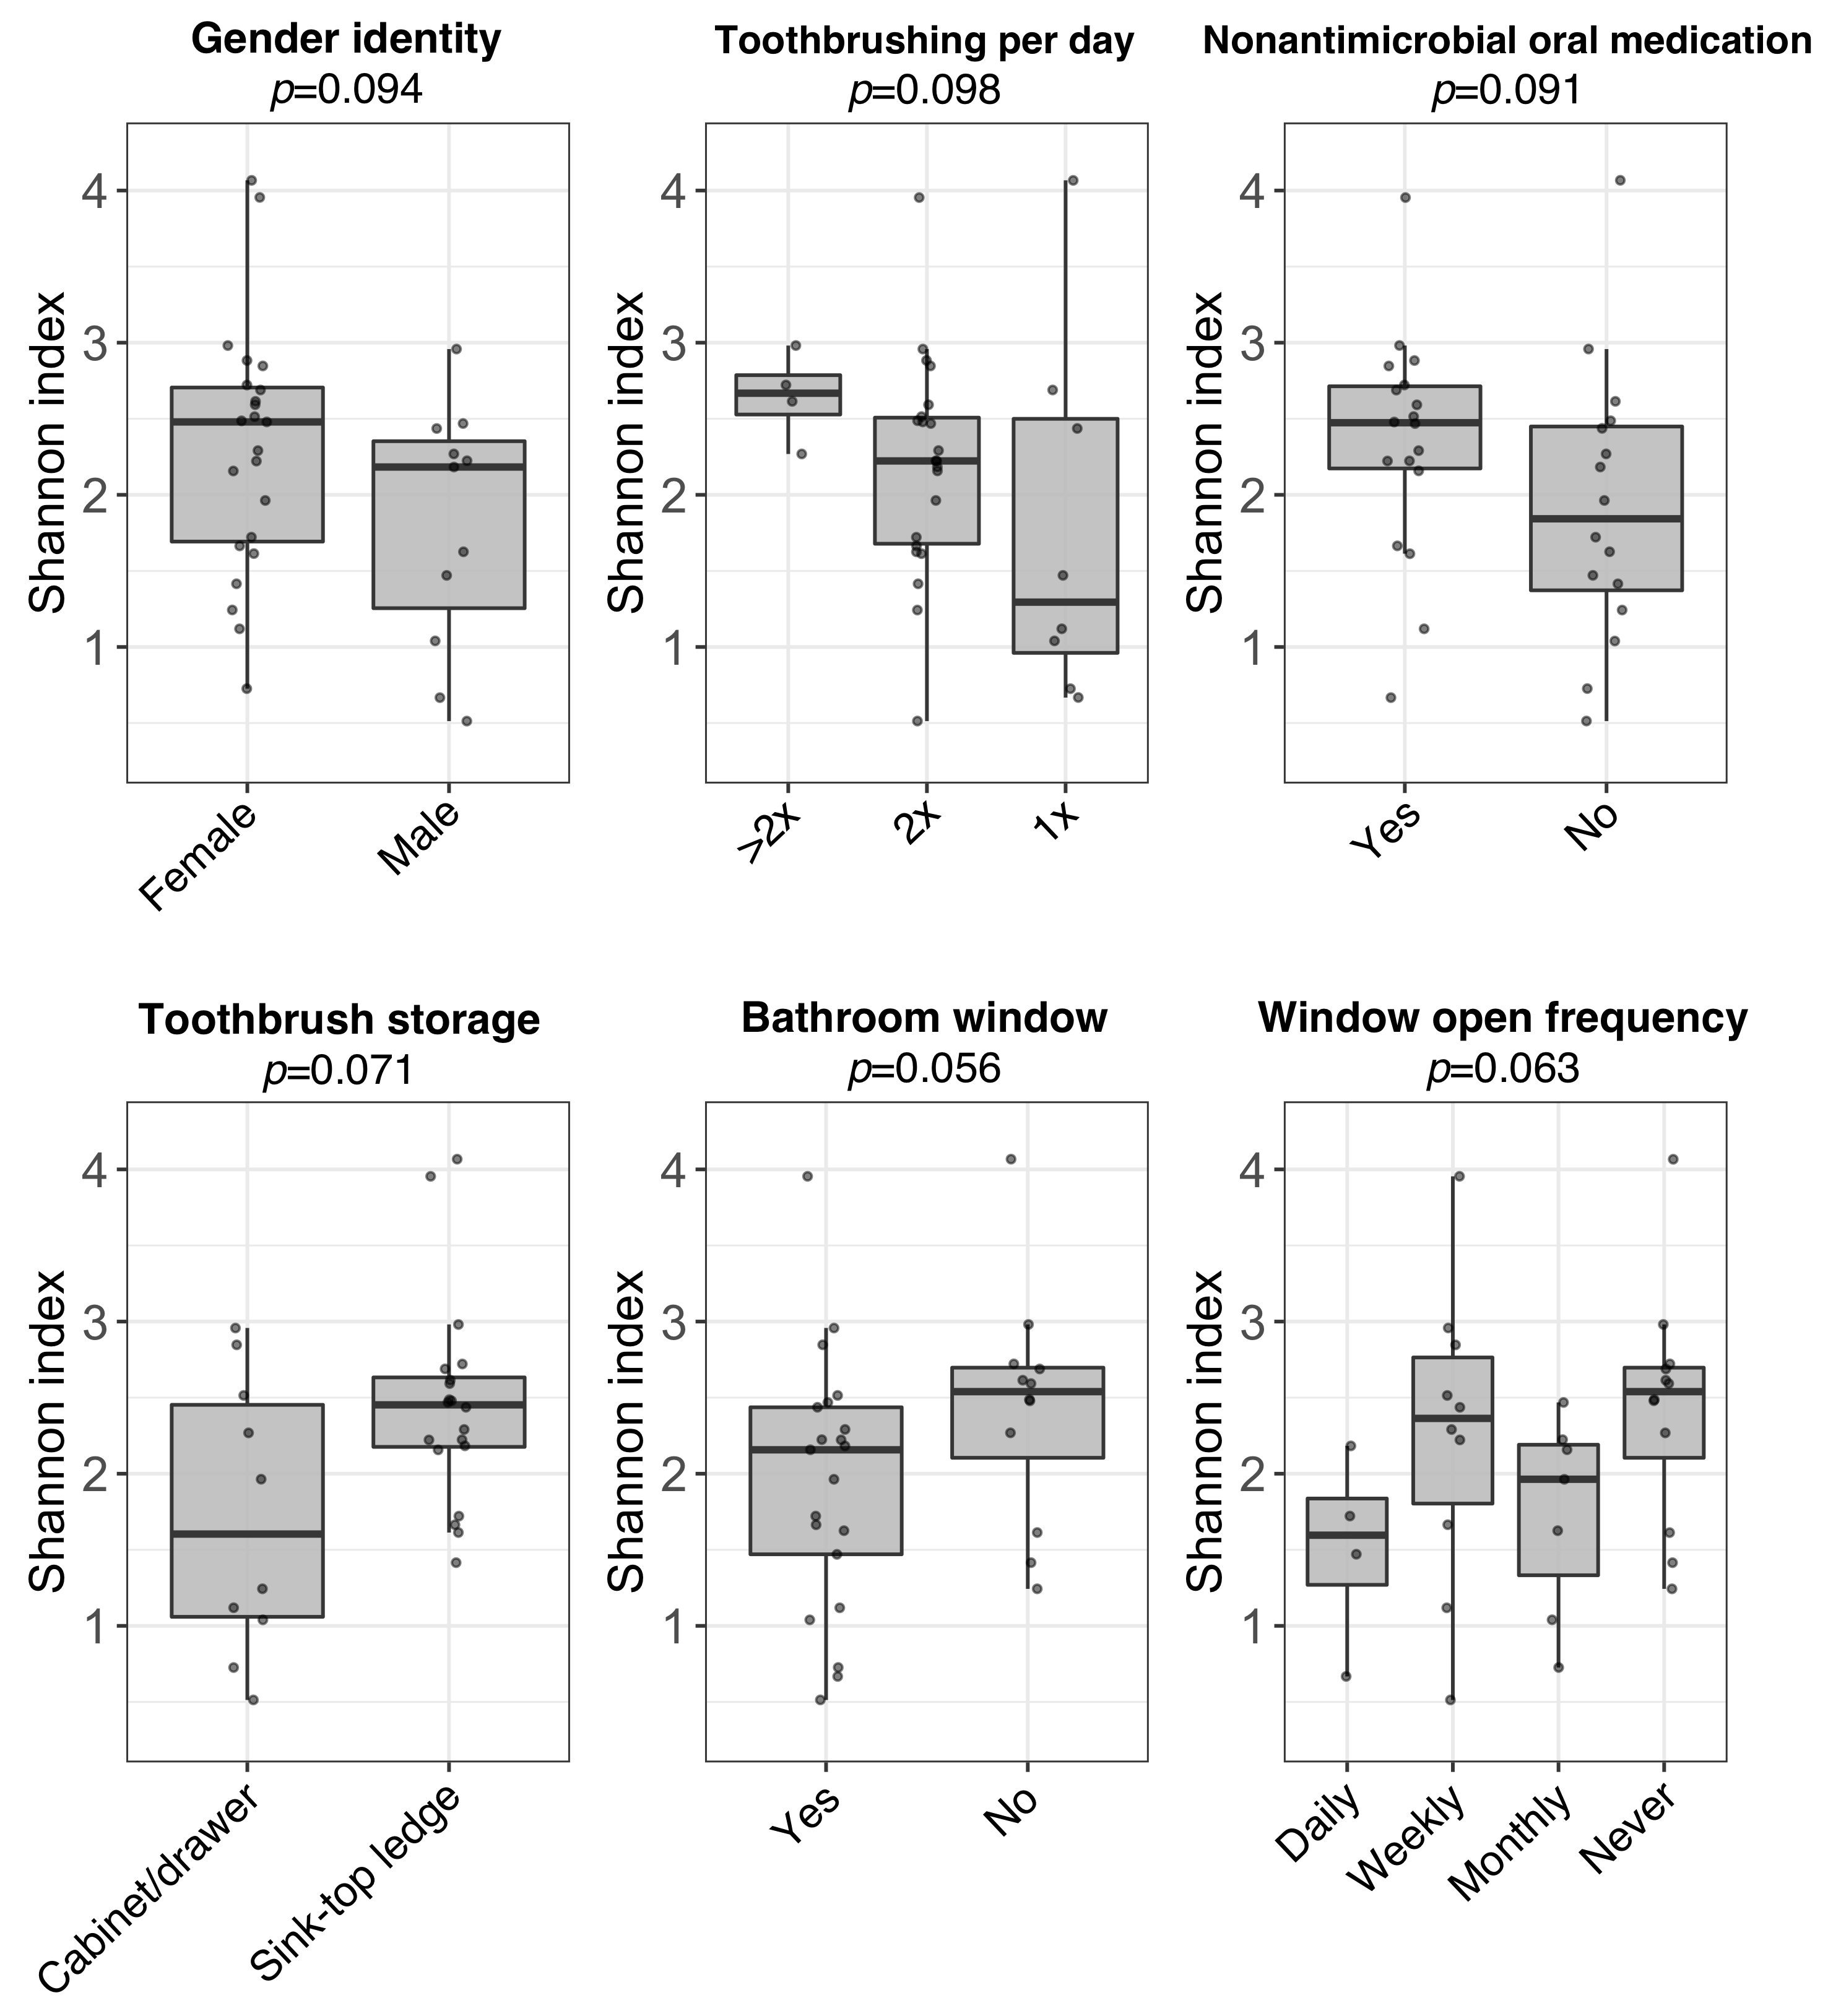 Gender identity
p=0.094
Shannon index
4
3
2
1
Female
Male
Toothbrushing per day
p=0.098
Shannon index
4
3
2
1
>2x
2x
1x
Nonantimicrobial oral medication
p=0.091
Shannon index
4
3
2
1
Yes
No
Toothbrush storage
p=0.071
Shannon index
4
3
2
1
Cabinet/drawer
Sink-top ledge
Bathroom window
p=0.056
Shannon index
4
3
2
1
Yes
No
Window open frequency
p=0.063
Shannon index
4
3
2
1
Daily
Weekly
Monthly
Never